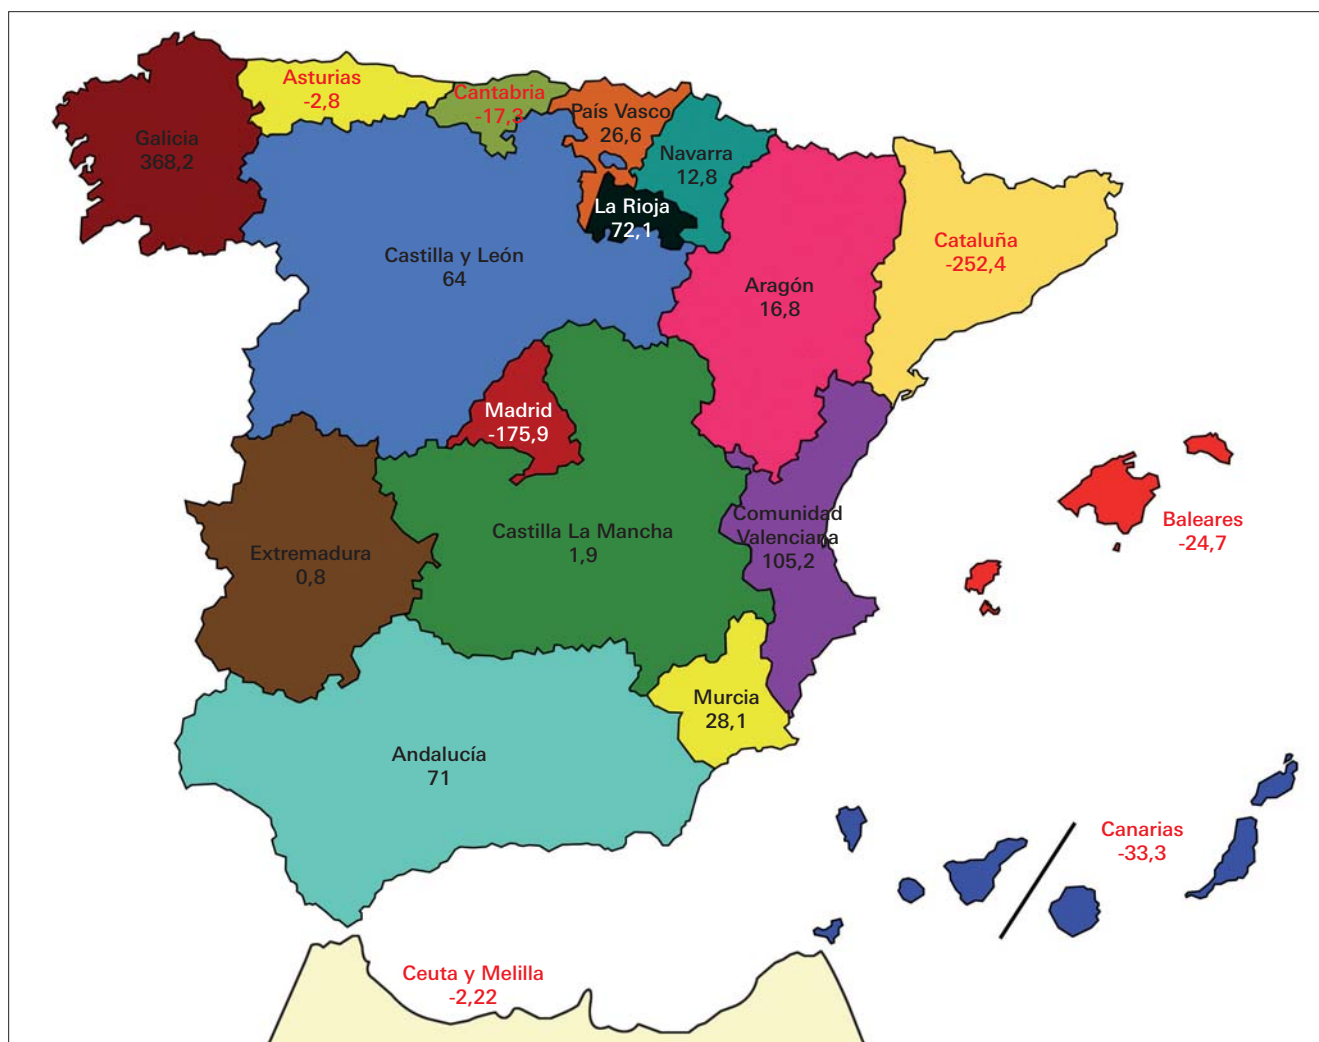 Asturias
-2,8
Cantabria
-17,3
País Vasco
26,6
Galicia
368,2
Navarra
12,8
La Rioja
72,1
Castilla y León
64
Cataluña
-252,4
Aragón
16,8
Madrid
-175,9
Baleares
-24,7
Comunidad
Valenciana
105,2
Castilla La Mancha
1,9
Extremadura
0,8
Murcia
28,1
Andalucía
71
Canarias
-33,3
Ceuta y Melilla
-2,22